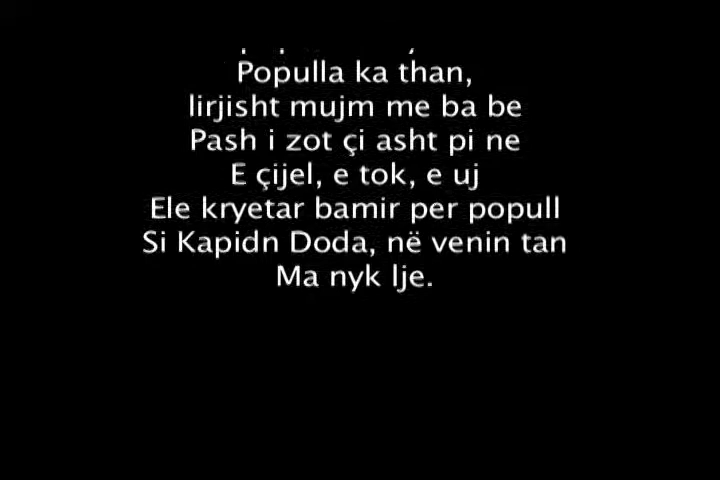 Populla ka than,
lirjisht mujm me ba be
Pash i zot çi asht pi ne
E çijel, e tok, e uj
Ele kryetar bamir per popull
Si Kapidn Doda, në venin tan
Ma nyk lje.